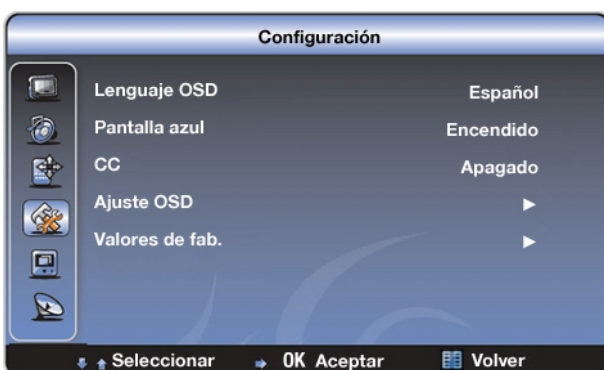 Configuración
Lenguaje OSD Español
Pantalla azul Encendido
CC Apagado
Ajuste OSD ►
Valores de fab. ►
Seleccionar OK Aceptar Volver